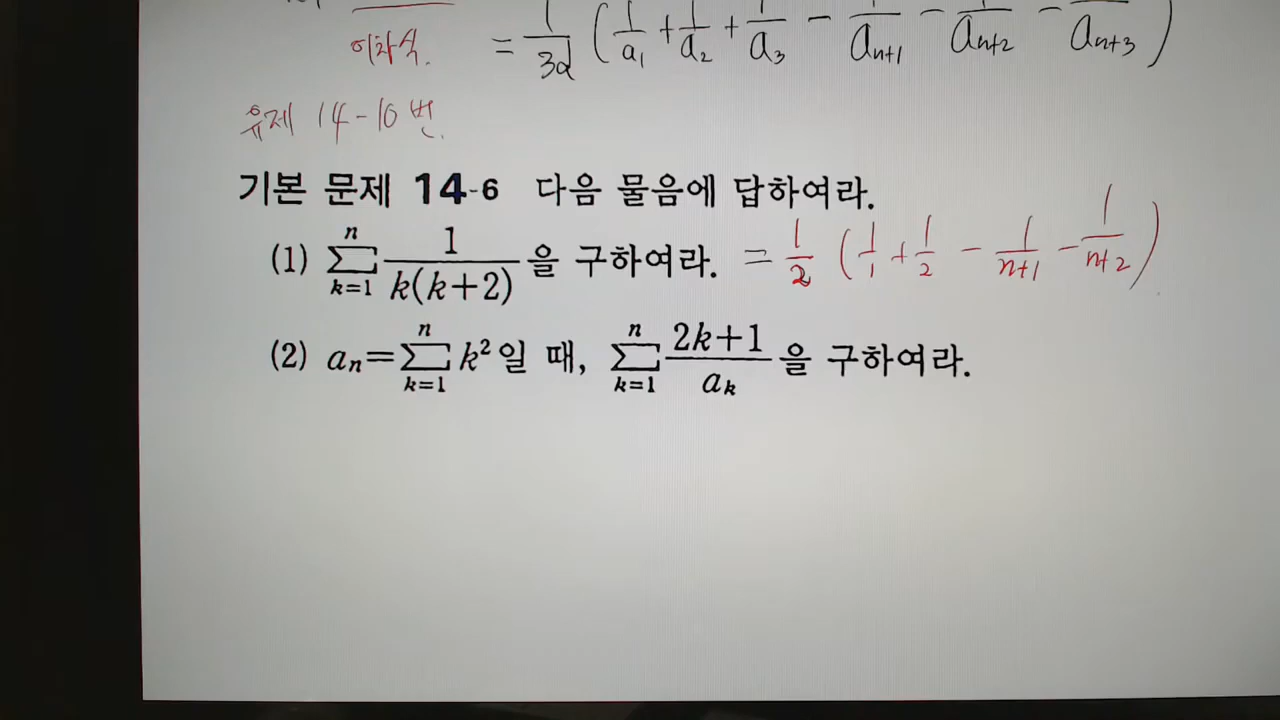 이차식. = 1/3d (1/a₁ + 1/a₂ + 1/a₃ - 1/aₙ₊₁ - 1/aₙ₊₂ - 1/aₙ₊₃)
유제 14-10번.
기본 문제 14-6 다음 물음에 답하여라.
(1) ∑_{k=1}^{n} 1/k(k+2) 을 구하여라. = 1/2 (1/1 + 1/2 - 1/n+1 - 1/n+2)
(2) aₙ=∑_{k=1}^{n} k² 일 때, ∑_{k=1}^{n} 2k+1/aₖ 을 구하여라.